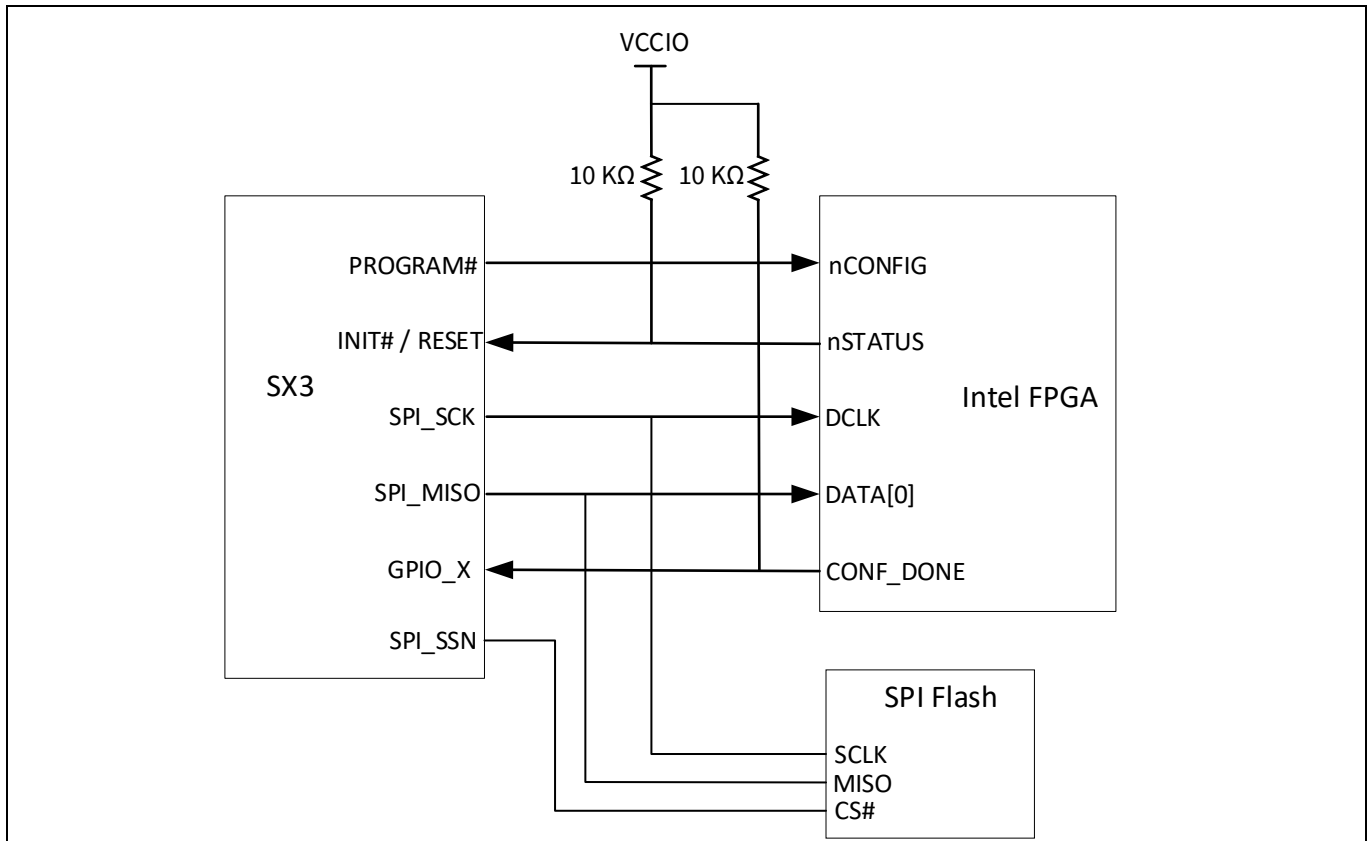 VCCIO
10 KΩ
10 KΩ
PROGRAM#
nCONFIG
INIT# / RESET
nSTATUS
SX3
Intel FPGA
SPI_SCK
DCLK
SPI_MISO
DATA[0]
GPIO_X
CONF_DONE
SPI_SSN
SPI Flash
SCLK
MISO
CS#